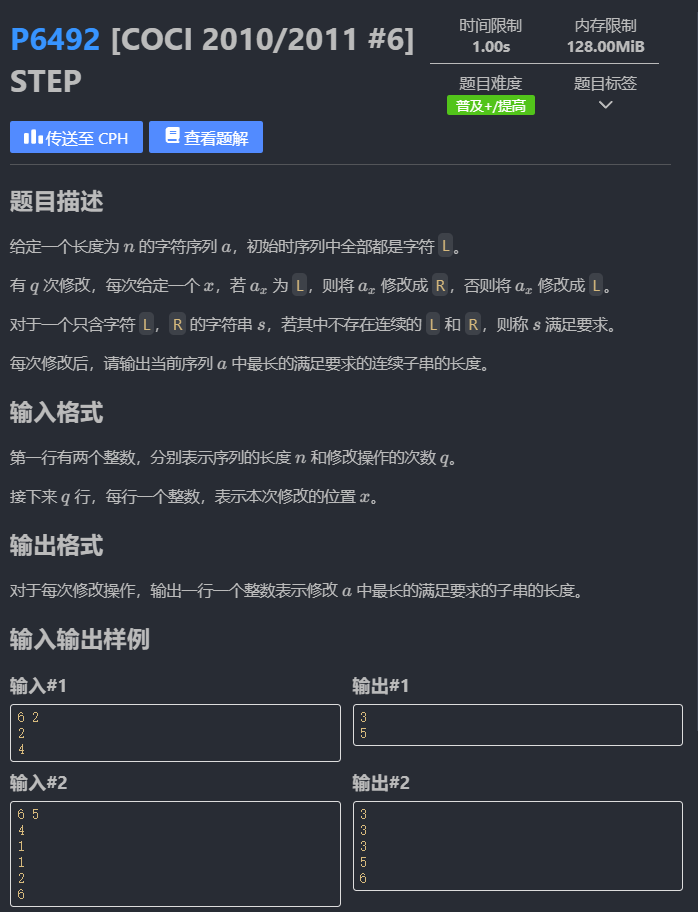 P6492 [COCI 2010/2011 #6]
STEP
时间限制
1.00s
内存限制
128.00MiB
题目难度
普及+/提高
题目标签
传送至 CPH
查看题解
题目描述
给定一个长度为 n 的字符序列 a，初始时序列中全部都是字符 L。
有 q 次修改，每次给定一个 x，若 aₓ 为 L，则将 aₓ 修改成 R，否则将 aₓ 修改成 L。
对于一个只含字符 L，R 的字符串 s，若其中不存在连续的 L 和 R，则称 s 满足要求。
每次修改后，请输出当前序列 a 中最长的满足要求的连续子串的长度。
输入格式
第一行有两个整数，分别表示序列的长度 n 和修改操作的次数 q。
接下来 q 行，每行一个整数，表示本次修改的位置 x。
输出格式
对于每次修改操作，输出一行一个整数表示修改 a 中最长的满足要求的子串的长度。
输入输出样例
输入#1
6 2
2
4
输出#1
3
5
输入#2
6 5
4
1
1
2
6
输出#2
3
3
3
5
6